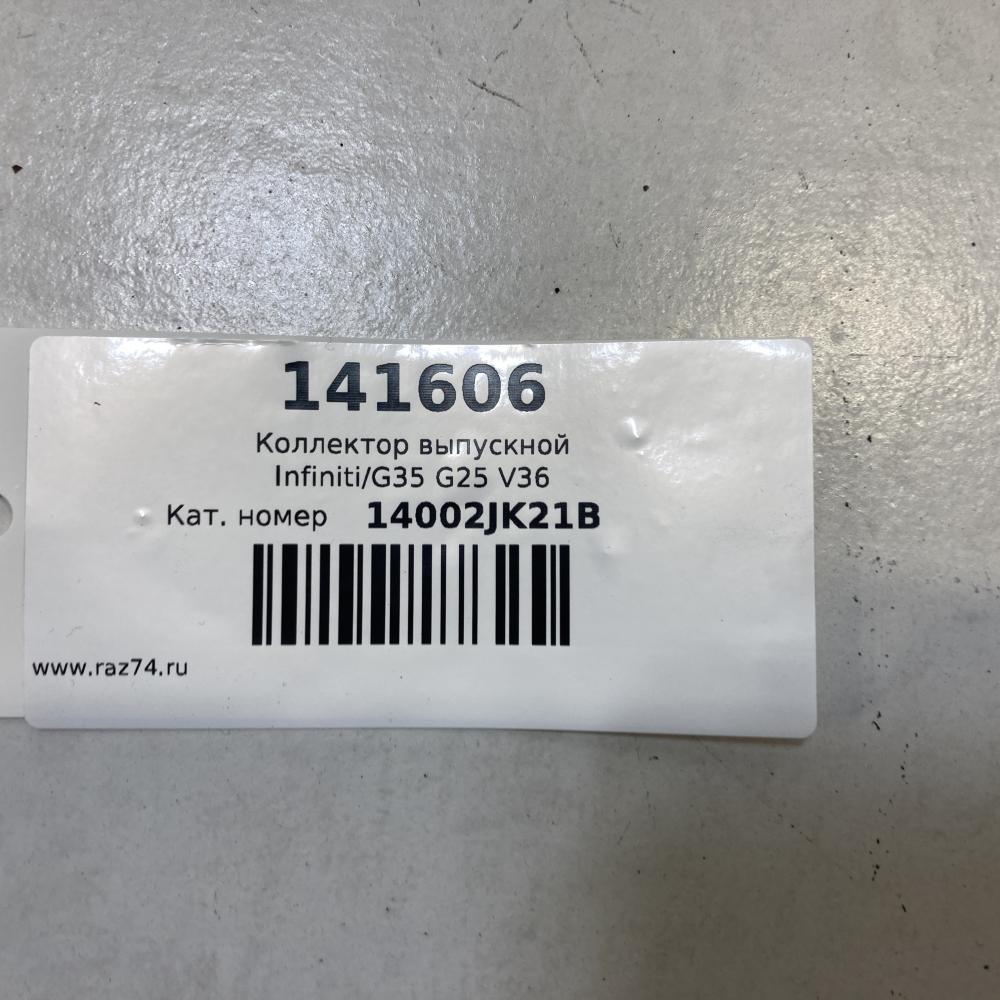 141606
Коллектор выпускной
Infiniti/G35 G25 V36
Кат. номер 14002JK21B
www.raz74.ru